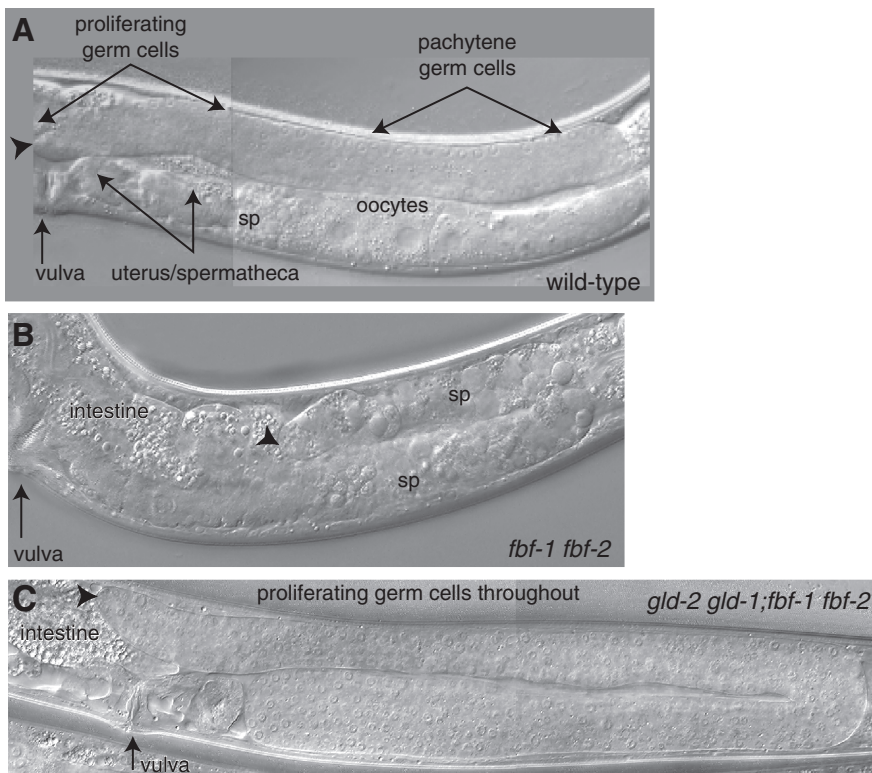 A
proliferating
germ cells
pachytene
germ cells
sp
oocytes
vulva
uterus/spermatheca
wild-type
B
intestine
sp
sp
vulva
fbf-1 fbf-2
C
proliferating germ cells throughout
gld-2 gld-1;fbf-1 fbf-2
intestine
vulva